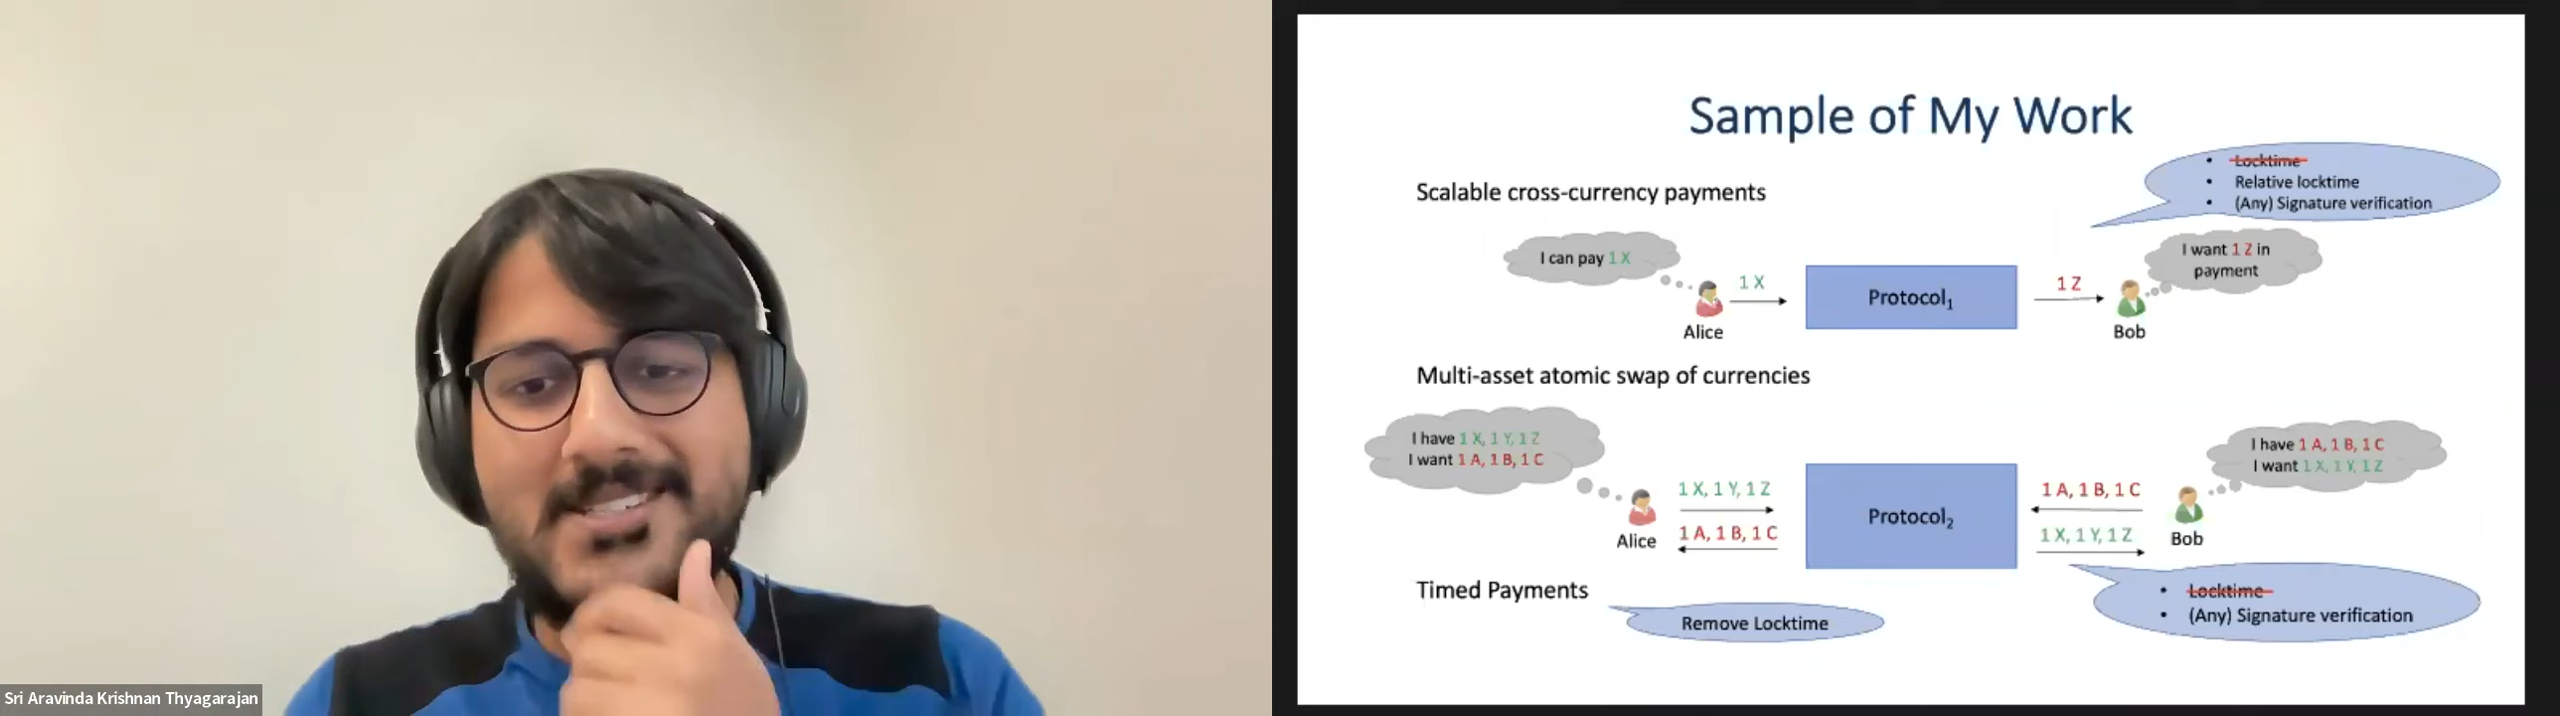 Sri Aravinda Krishnan Thyagarajan
Sample of My Work
• Locktime
• Relative locktime
• (Any) Signature verification
Scalable cross-currency payments
I can pay 1 X
1 X
Alice
Protocol1
1 Z
Bob
I want 1 Z in
payment
Multi-asset atomic swap of currencies
I have 1 X, 1 Y, 1 Z
I want 1 A, 1 B, 1 C
Alice
1 X, 1 Y, 1 Z
1 A, 1 B, 1 C
Protocol2
1 A, 1 B, 1 C
1 X, 1 Y, 1 Z
Bob
I have 1 A, 1 B, 1 C
I want 1 X, 1 Y, 1 Z
Timed Payments
Remove Locktime
• Locktime
• (Any) Signature verification